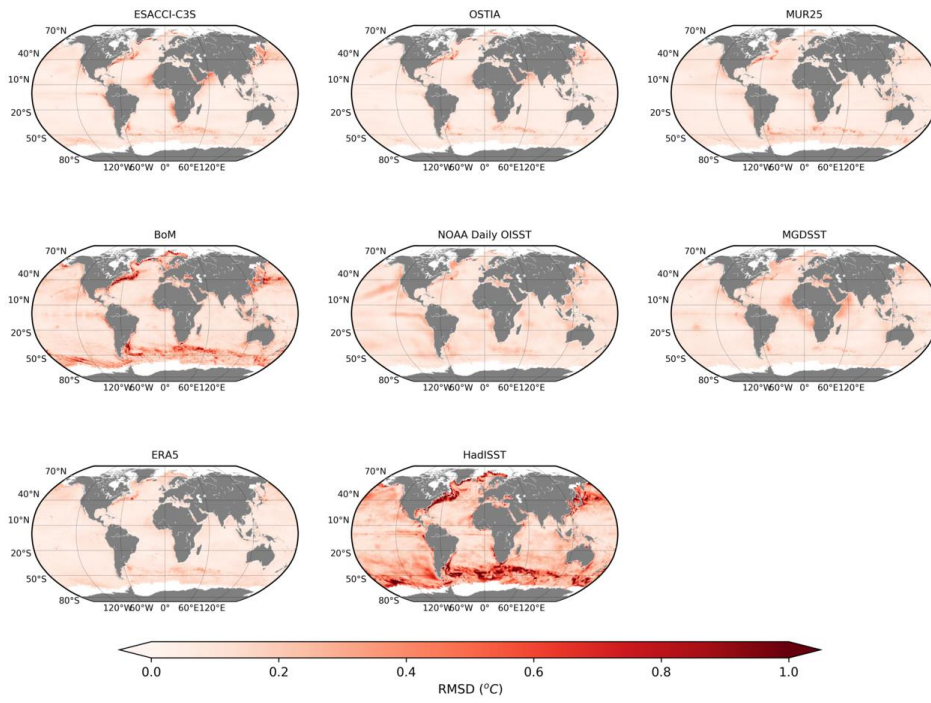 ESACCI-C3S OSTIA MUR25
70°N 70°N 70°N
40°N 40°N 40°N
10°N 10°N 10°N
20°S 20°S 20°S
50°S 50°S 50°S
80°S 80°S 80°S
120°W 60°W 0° 60°E 120°E 120°W 60°W 0° 60°E 120°E 120°W 60°W 0° 60°E 120°E
BoM NOAA Daily OISST MGDSST
70°N 70°N 70°N
40°N 40°N 40°N
10°N 10°N 10°N
20°S 20°S 20°S
50°S 50°S 50°S
80°S 80°S 80°S
120°W 60°W 0° 60°E 120°E 120°W 60°W 0° 60°E 120°E 120°W 60°W 0° 60°E 120°E
ERA5 HadISST
70°N 70°N
40°N 40°N
10°N 10°N
20°S 20°S
50°S 50°S
80°S 80°S
120°W 60°W 0° 60°E 120°E 120°W 60°W 0° 60°E 120°E
0.0 0.2 0.4 0.6 0.8 1.0
RMSD (°C)